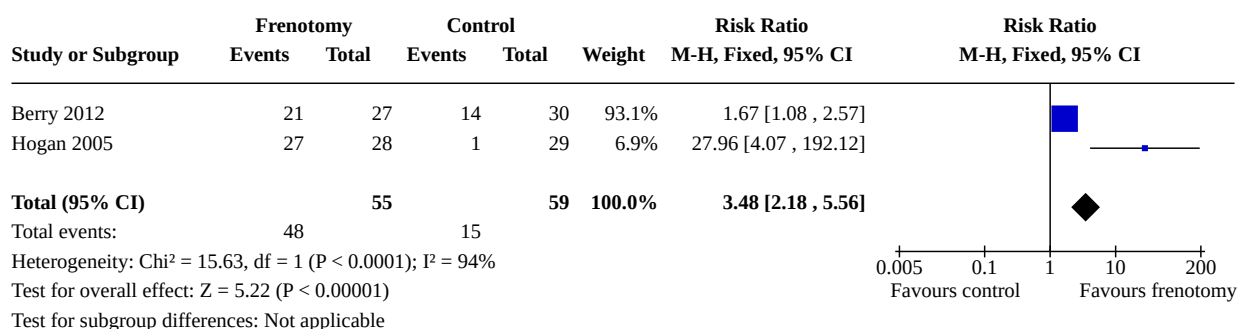 Frenotomy Control Risk Ratio Risk Ratio
Study or Subgroup Events Total Events Total Weight M-H, Fixed, 95% CI M-H, Fixed, 95% CI
Berry 2012 21 27 14 30 93.1% 1.67 [1.08 , 2.57]
Hogan 2005 27 28 1 29 6.9% 27.96 [4.07 , 192.12]
Total (95% CI) 55 59 100.0% 3.48 [2.18 , 5.56]
Total events: 48 15
Heterogeneity: Chi² = 15.63, df = 1 (P < 0.0001); I² = 94%
0.005 0.1 1 10 200
Test for overall effect: Z = 5.22 (P < 0.00001)
Favours control Favours frenotomy
Test for subgroup differences: Not applicable